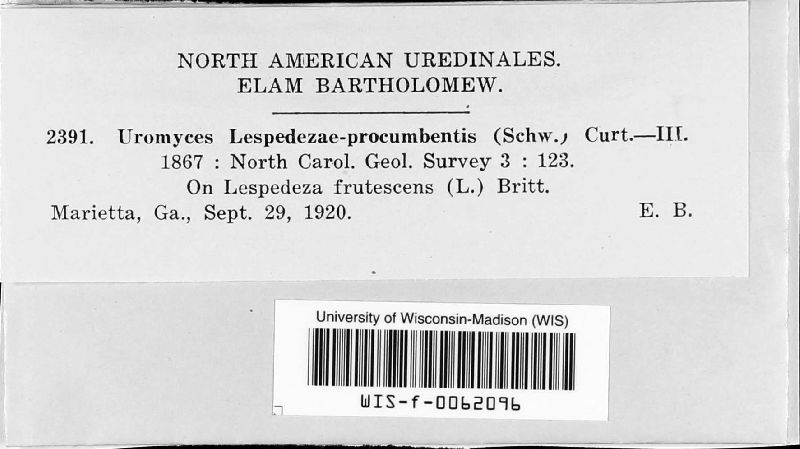 NORTH AMERICAN UREDINALES.
ELAM BARTHOLOMEW.
2391. Uromyces Lespedezae-procumbentis (Schw.) Curt.—III.
1867 : North Carol. Geol. Survey 3 : 123.
On Lespedeza frutescens (L.) Britt.
Marietta, Ga., Sept. 29, 1920. E. B.
University of Wisconsin-Madison (WIS)
WIS-f-0062096